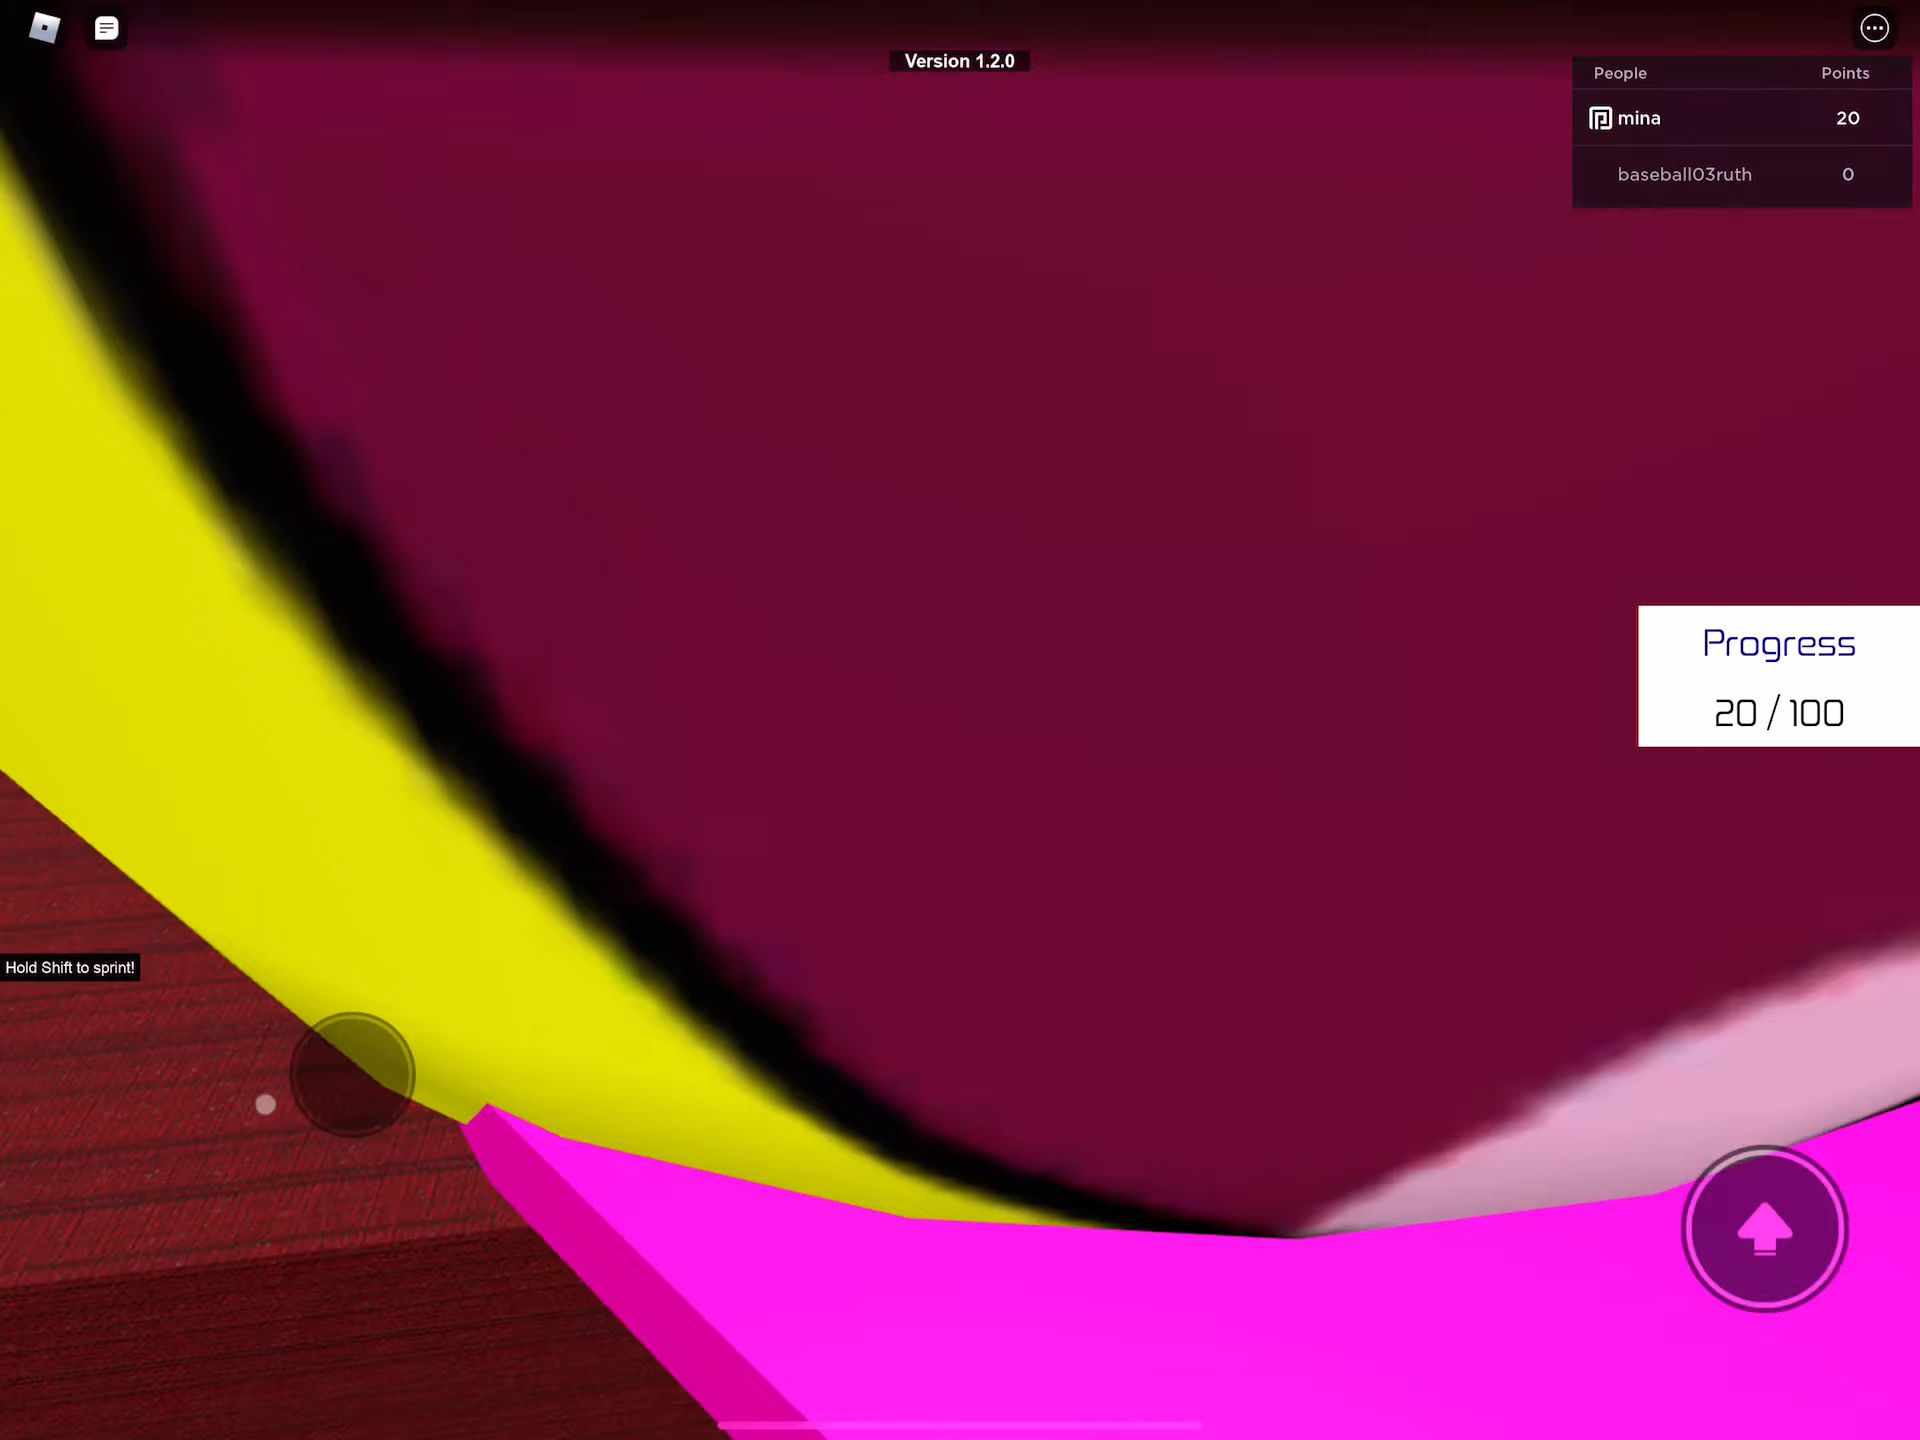 Version 1.2.0
People Points
mina 20
baseball03ruth 0
Progress
20 / 100
Hold Shift to sprint!